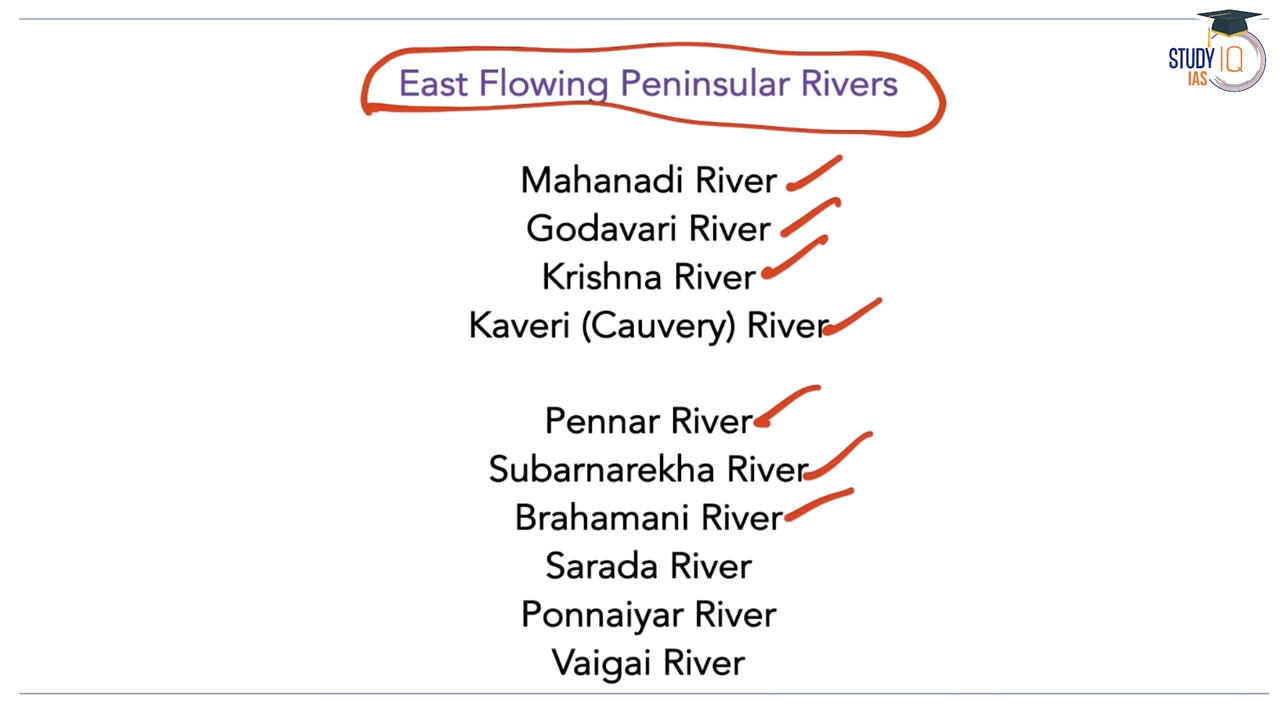 STUDY IQ
IAS
East Flowing Peninsular Rivers
Mahanadi River
Godavari River
Krishna River
Kaveri (Cauvery) River
Pennar River
Subarnarekha River
Brahamani River
Sarada River
Ponnaiyar River
Vaigai River